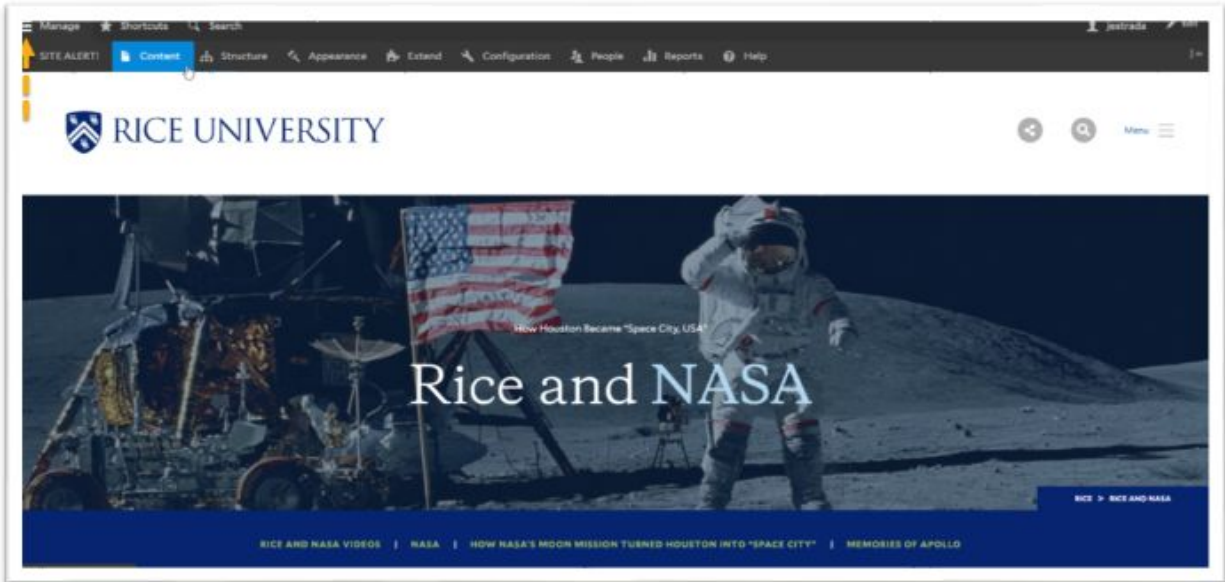 Manage Shortcuts Search jestrada Edit
SITE ALERT! Content Structure Appearance Extend Configuration People Reports Help
RICE UNIVERSITY
Menu
How Houston Became "Space City, USA"
Rice and NASA
RICE > RICE AND NASA
RICE AND NASA VIDEOS | NASA | HOW NASA'S MOON MISSION TURNED HOUSTON INTO "SPACE CITY" | MEMORIES OF APOLLO